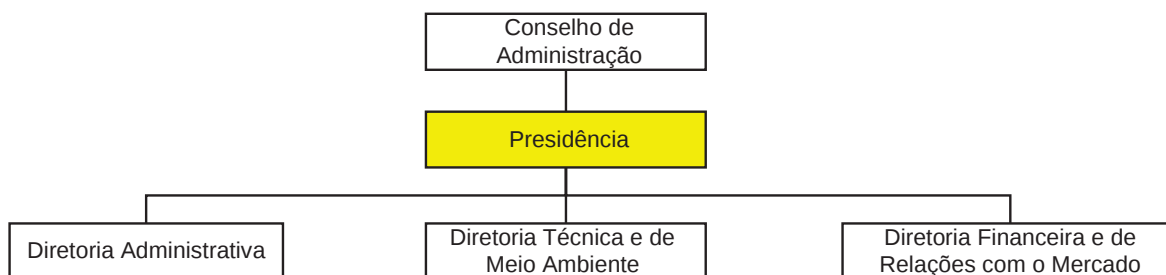 Conselho de
Administração
Presidência
Diretoria Administrativa
Diretoria Técnica e de
Meio Ambiente
Diretoria Financeira e de
Relações com o Mercado